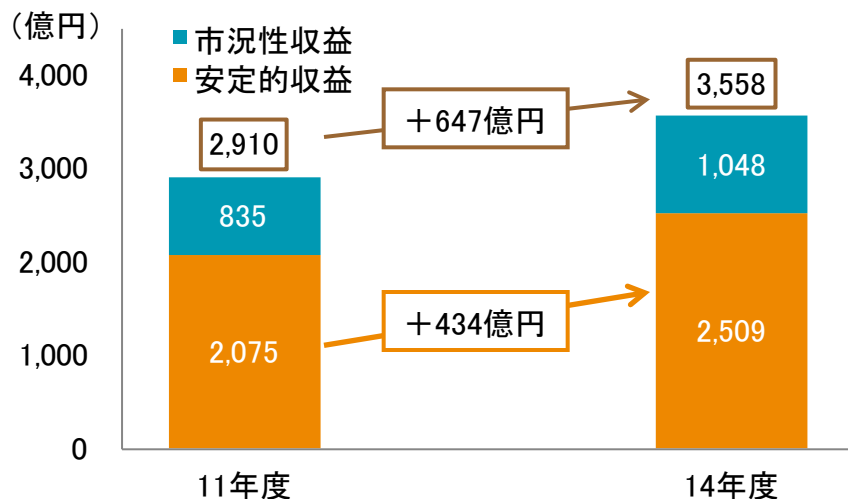 （億円）
市況性収益
安定的収益
4,000
3,000
2,000
1,000
0
2,910
＋647億円
3,558
835
1,048
＋434億円
2,075
2,509
11年度
14年度